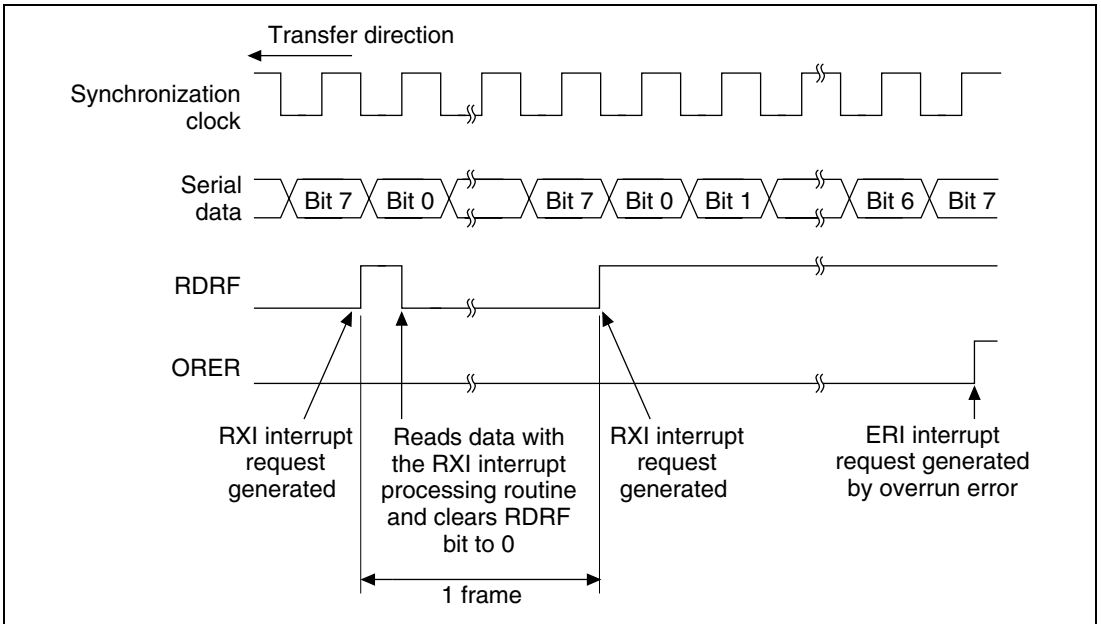 Transfer direction
Synchronization
clock
Serial
data
Bit 7
Bit 0
Bit 7
Bit 0
Bit 1
Bit 6
Bit 7
RDRF
ORER
RXI interrupt
request
generated
Reads data with
the RXI interrupt
processing routine
and clears RDRF
bit to 0
RXI interrupt
request
generated
ERI interrupt
request generated
by overrun error
1 frame